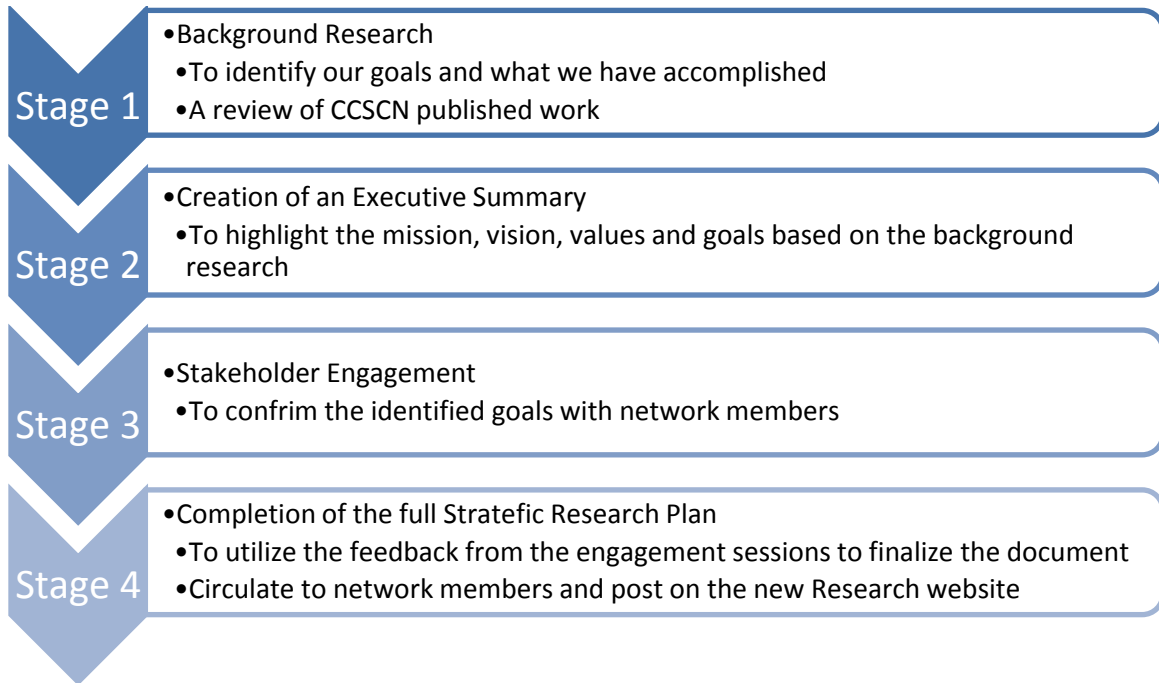 Stage 1
•Background Research
•To identify our goals and what we have accomplished
•A review of CCSCN published work
Stage 2
•Creation of an Executive Summary
•To highlight the mission, vision, values and goals based on the background
research
Stage 3
•Stakeholder Engagement
•To confrim the identified goals with network members
Stage 4
•Completion of the full Stratefic Research Plan
•To utilize the feedback from the engagement sessions to finalize the document
•Circulate to network members and post on the new Research website